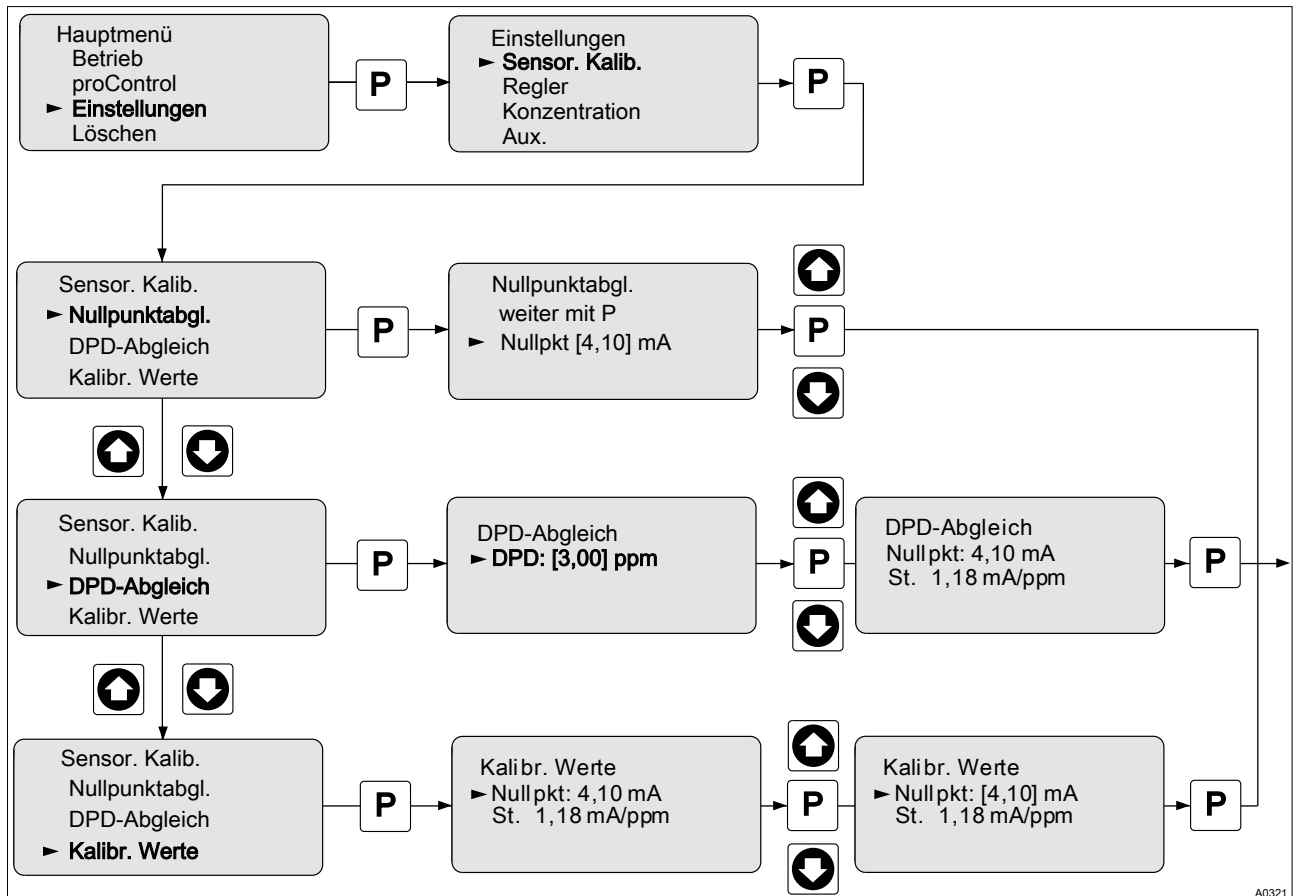 Hauptmenü
Betrieb
proControl
► Einstellungen
Löschen
P
Einstellungen
► Sensor. Kalib.
Regler
Konzentration
Aux.
P
Sensor. Kalib.
► Nullpunktabgl.
DPD-Abgleich
Kalibr. Werte
P
Nullpunktabgl.
weiter mit P
► Nullpkt [4,10] mA
P
Sensor. Kalib.
Nullpunktabgl.
► DPD-Abgleich
Kalibr. Werte
P
DPD-Abgleich
► DPD: [3,00] ppm
P
DPD-Abgleich
Nullpkt: 4,10 mA
St. 1,18 mA/ppm
P
Sensor. Kalib.
Nullpunktabgl.
DPD-Abgleich
► Kalibr. Werte
P
Kalibr. Werte
► Nullpkt: 4,10 mA
St. 1,18 mA/ppm
P
Kalibr. Werte
► Nullpkt: [4,10] mA
St. 1,18 mA/ppm
P
A0321